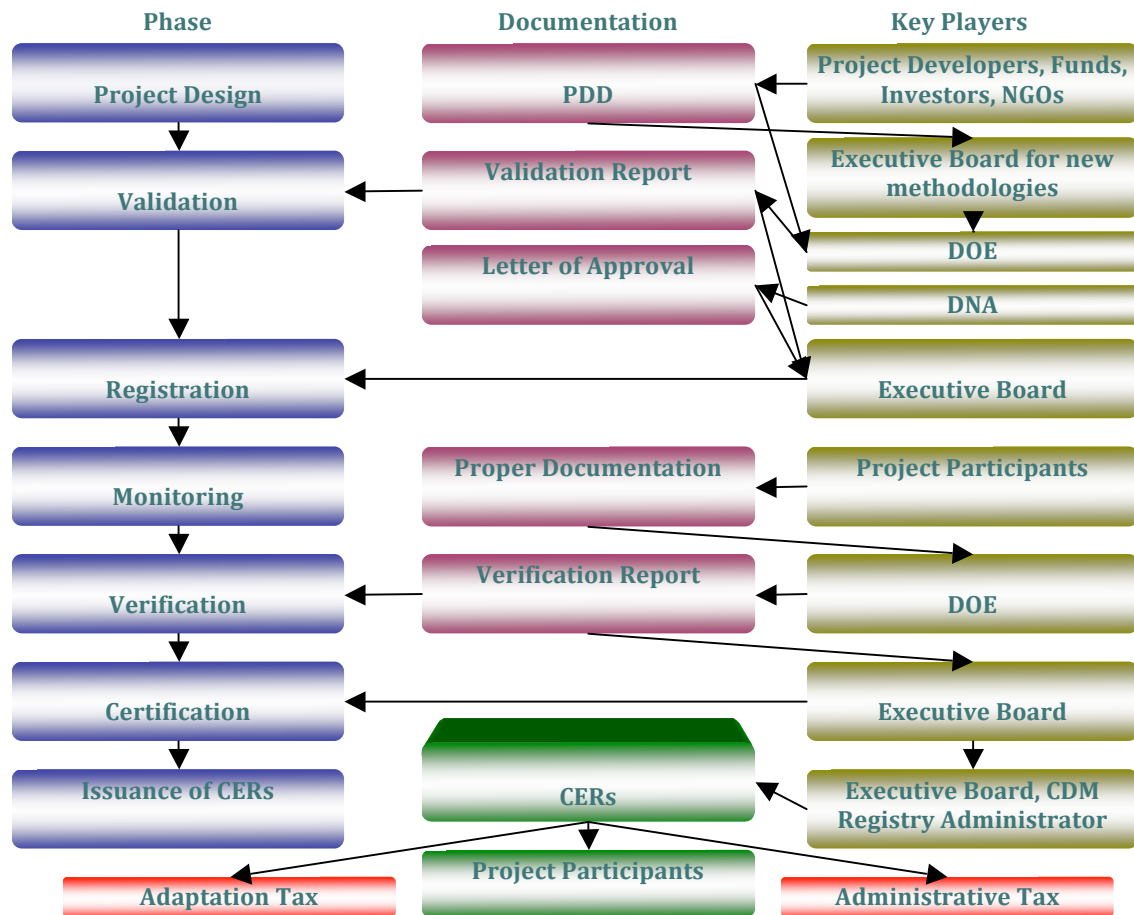 Phase
Documentation
Key Players
Project Design
PDD
Project Developers, Funds,
Investors, NGOs
Validation
Validation Report
Executive Board for new
methodologies
DOE
Letter of Approval
DNA
Registration
Executive Board
Monitoring
Proper Documentation
Project Participants
Verification
Verification Report
DOE
Certification
Executive Board
Issuance of CERs
CERs
Executive Board, CDM
Registry Administrator
Project Participants
Adaptation Tax
Administrative Tax